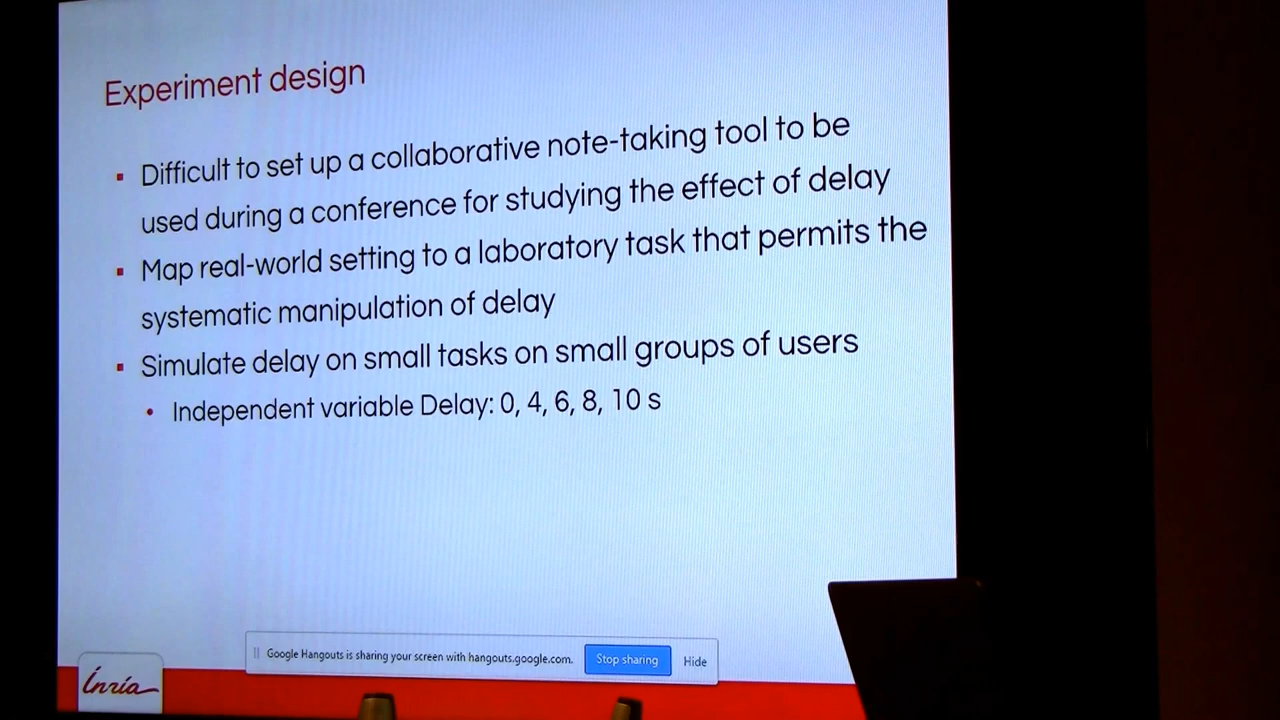 Experiment design
Difficult to set up a collaborative note-taking tool to be
used during a conference for studying the effect of delay
Map real-world setting to a laboratory task that permits the
systematic manipulation of delay
Simulate delay on small tasks on small groups of users
Independent variable Delay: 0, 4, 6, 8, 10 s
Google Hangouts is sharing your screen with hangouts.google.com.
Stop sharing
Hide
Inria